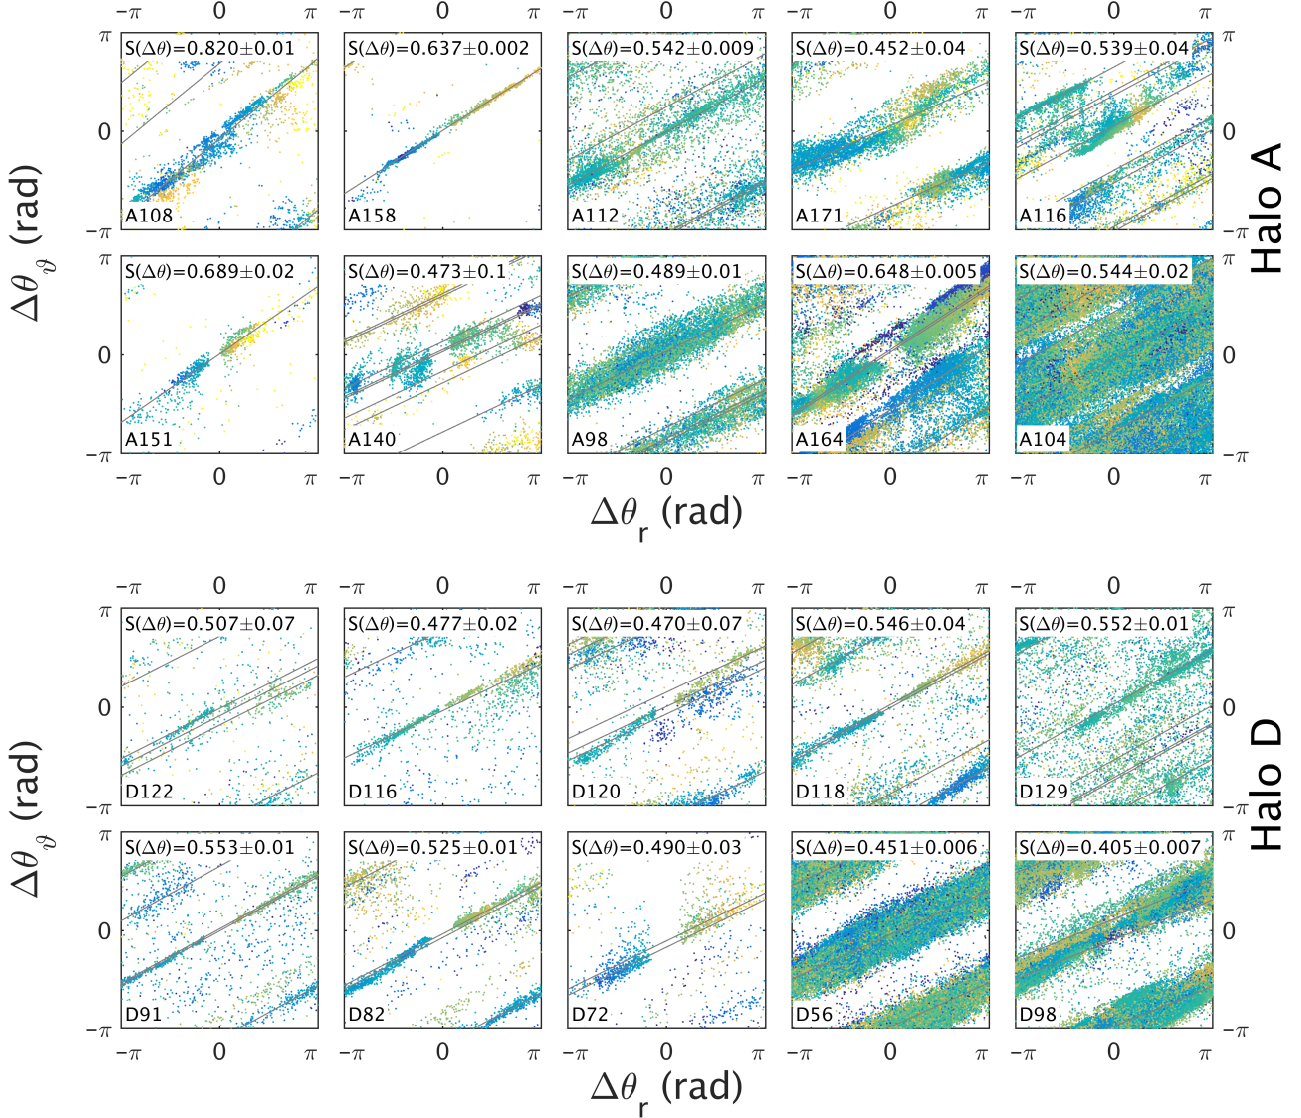 −π 0 π −π 0 π −π 0 π −π 0 π −π 0 π
π S(Δθ)=0.820±0.01 S(Δθ)=0.637±0.002 S(Δθ)=0.542±0.009 S(Δθ)=0.452±0.04 S(Δθ)=0.539±0.04 π
0 0
A108 A158 A112 A171 A116
−π −π
π S(Δθ)=0.689±0.02 S(Δθ)=0.473±0.1 S(Δθ)=0.489±0.01 S(Δθ)=0.648±0.005 S(Δθ)=0.544±0.02 π
0 0
A151 A140 A98 A164 A104
−π −π
−π 0 π −π 0 π −π 0 π −π 0 π −π 0 π
Δθϑ (rad)
Halo A
Δθr (rad)
−π 0 π −π 0 π −π 0 π −π 0 π −π 0 π
π S(Δθ)=0.507±0.07 S(Δθ)=0.477±0.02 S(Δθ)=0.470±0.07 S(Δθ)=0.546±0.04 S(Δθ)=0.552±0.01 π
0 0
D122 D116 D120 D118 D129
−π −π
π S(Δθ)=0.553±0.01 S(Δθ)=0.525±0.01 S(Δθ)=0.490±0.03 S(Δθ)=0.451±0.006 S(Δθ)=0.405±0.007 π
0 0
D91 D82 D72 D56 D98
−π −π
−π 0 π −π 0 π −π 0 π −π 0 π −π 0 π
Δθϑ (rad)
Halo D
Δθr (rad)